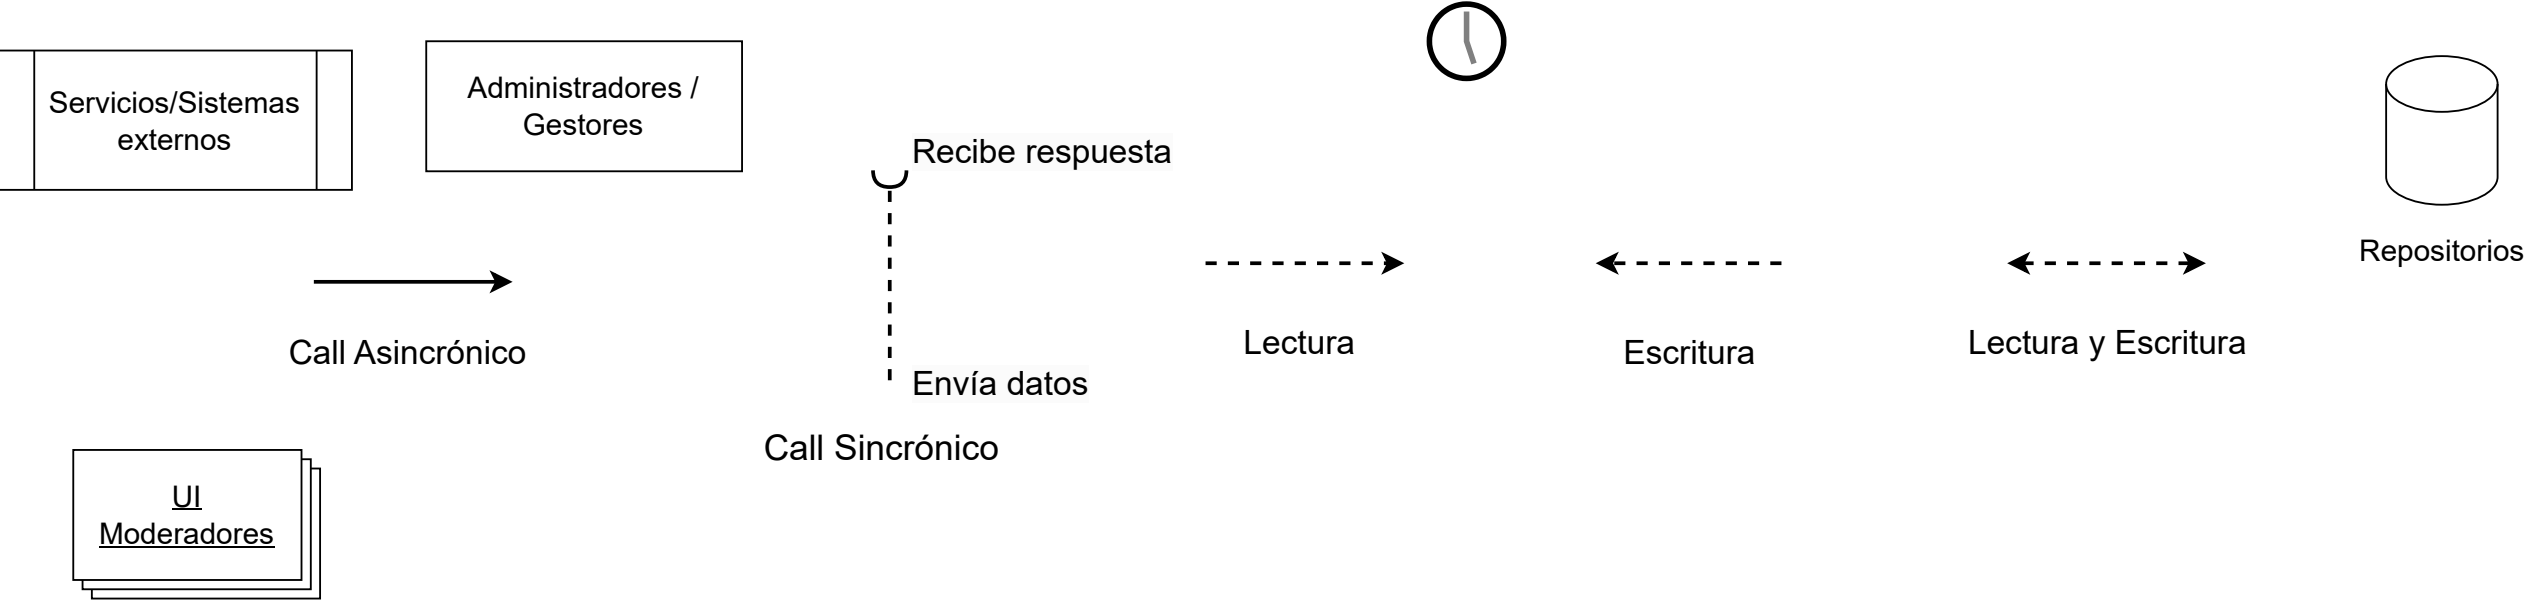 Servicios/Sistemas
externos
Administradores /
Gestores
Recibe respuesta
Envía datos
Call Sincrónico
Call Asincrónico
Lectura
Escritura
Lectura y Escritura
Repositorios
UI
Moderadores